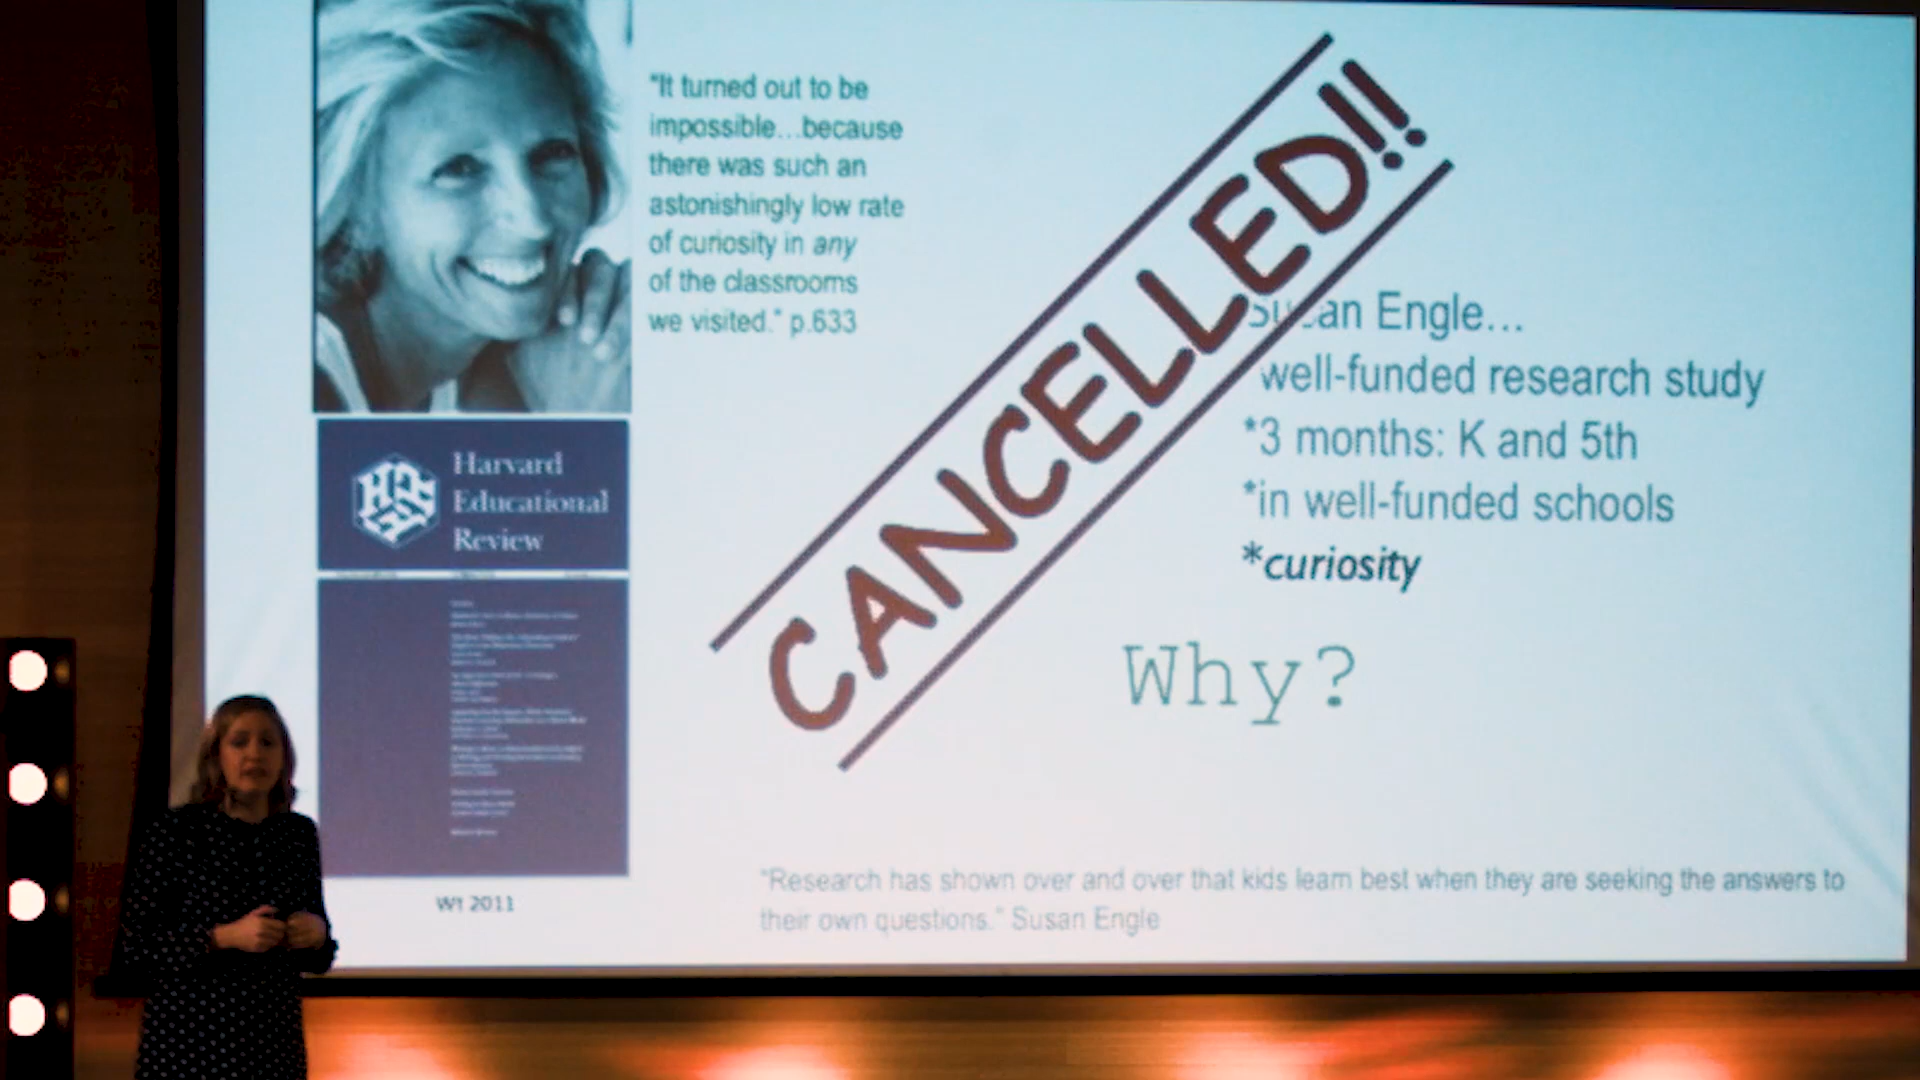 "It turned out to be
impossible...because
there was such an
astonishingly low rate
of curiosity in any
of the classrooms
we visited." p.633
Harvard
Educational
Review
CANCELLED!!
Susan Engle...
well-funded research study
*3 months: K and 5th
*in well-funded schools
*curiosity
Why?
"Research has shown over and over that kids learn best when they are seeking the answers to
their own questions." Susan Engle
2011